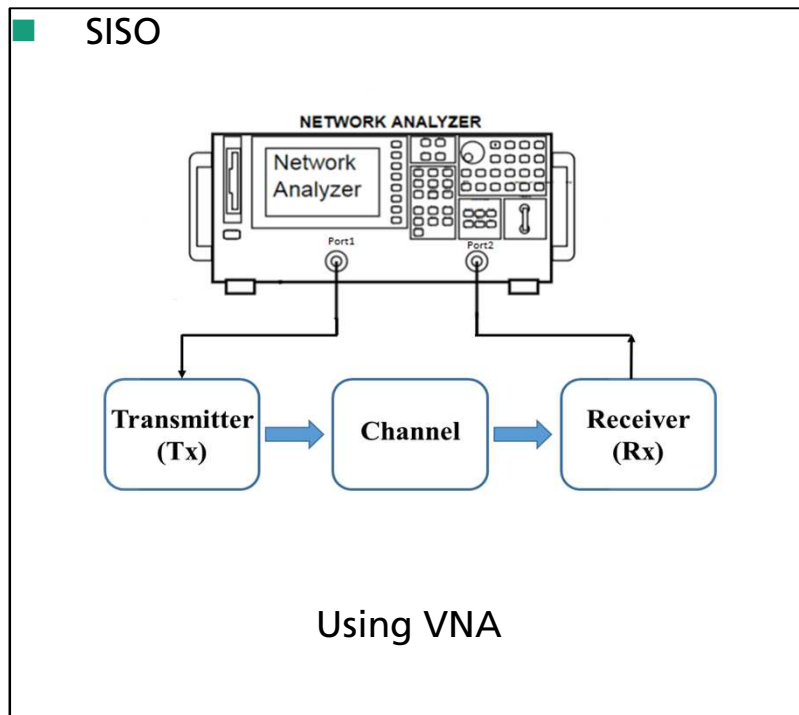 SISO
NETWORK ANALYZER
Network
Analyzer
Port1
Port2
Transmitter
(Tx)
Channel
Receiver
(Rx)
Using VNA